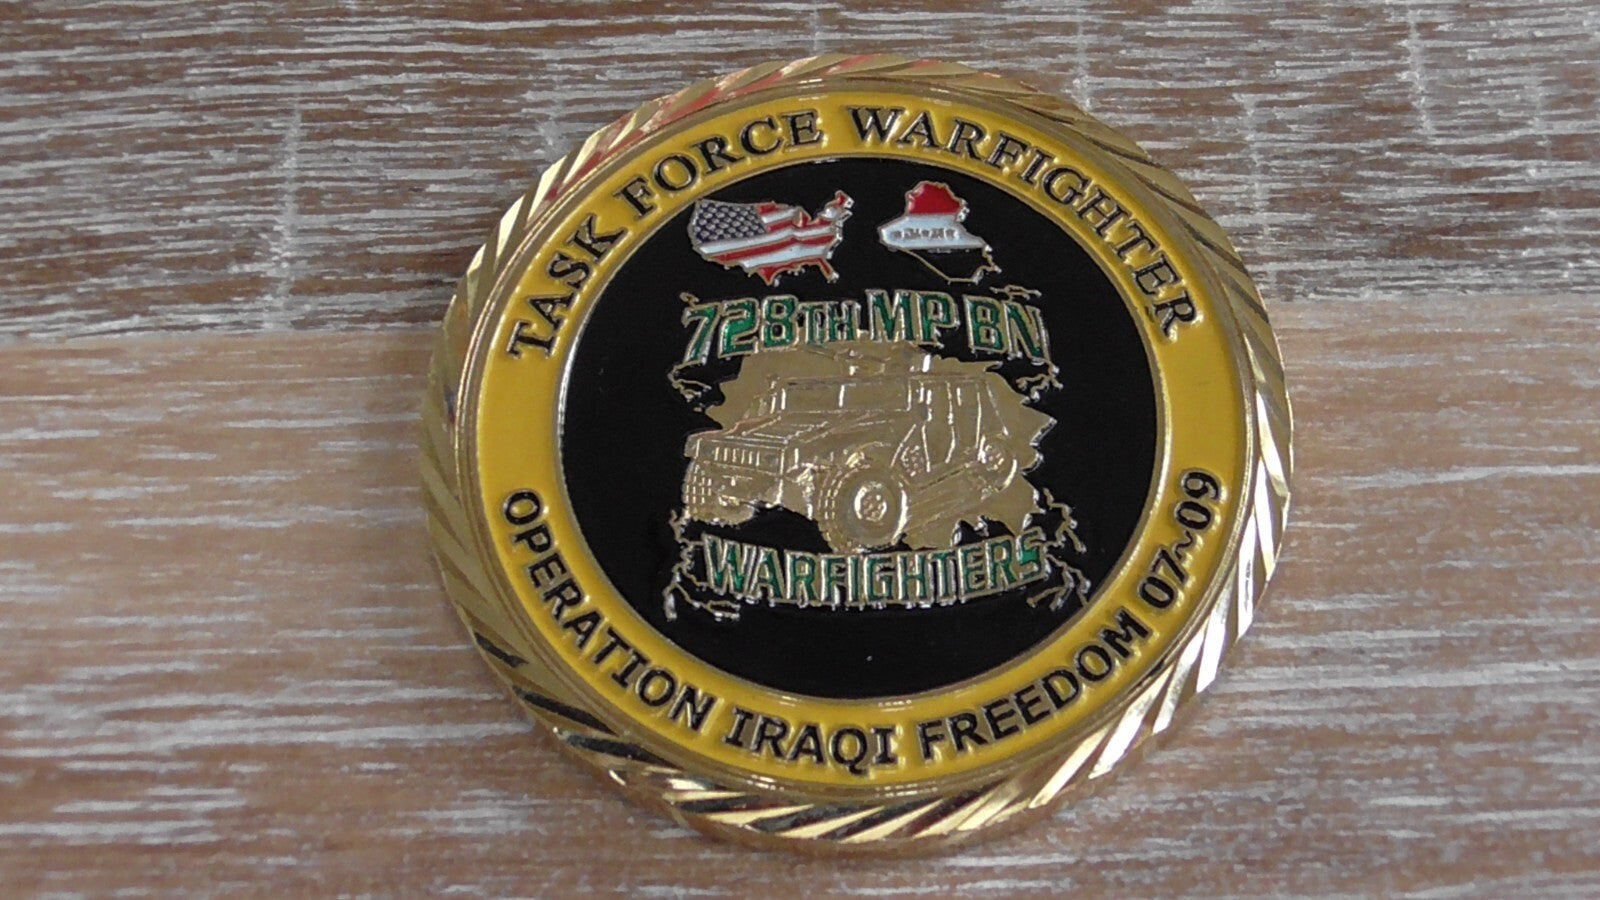 TASK FORCE WARFIGHTER
728TH MP BN
WARFIGHTERS
OPERATION IRAQI FREEDOM 07~09